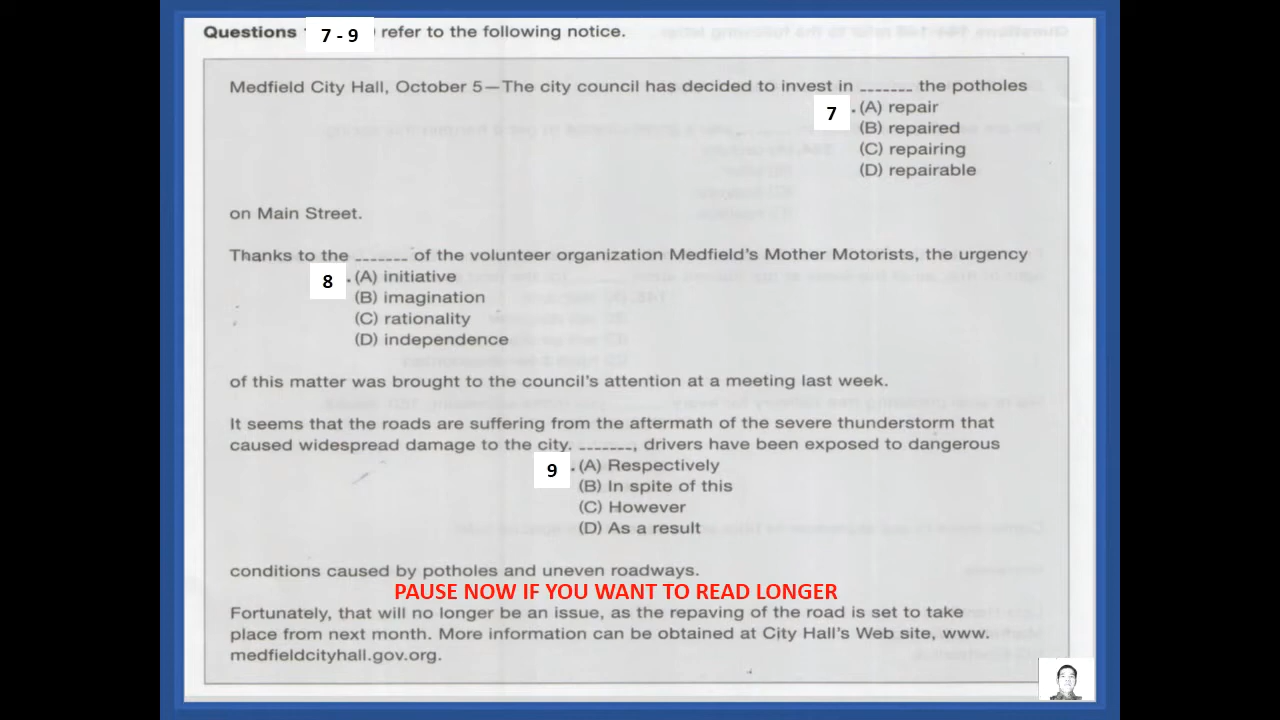 Questions 7 - 9 refer to the following notice.
Medfield City Hall, October 5—The city council has decided to invest in _______ the potholes
7 .(A) repair
(B) repaired
(C) repairing
(D) repairable
on Main Street.
Thanks to the _______ of the volunteer organization Medfield's Mother Motorists, the urgency
8 .(A) initiative
(B) imagination
(C) rationality
(D) independence
of this matter was brought to the council's attention at a meeting last week.
It seems that the roads are suffering from the aftermath of the severe thunderstorm that
caused widespread damage to the city. _______, drivers have been exposed to dangerous
9 .(A) Respectively
(B) In spite of this
(C) However
(D) As a result
conditions caused by potholes and uneven roadways.
PAUSE NOW IF YOU WANT TO READ LONGER
Fortunately, that will no longer be an issue, as the repaving of the road is set to take
place from next month. More information can be obtained at City Hall's Web site, www.
medfieldcityhall.gov.org.